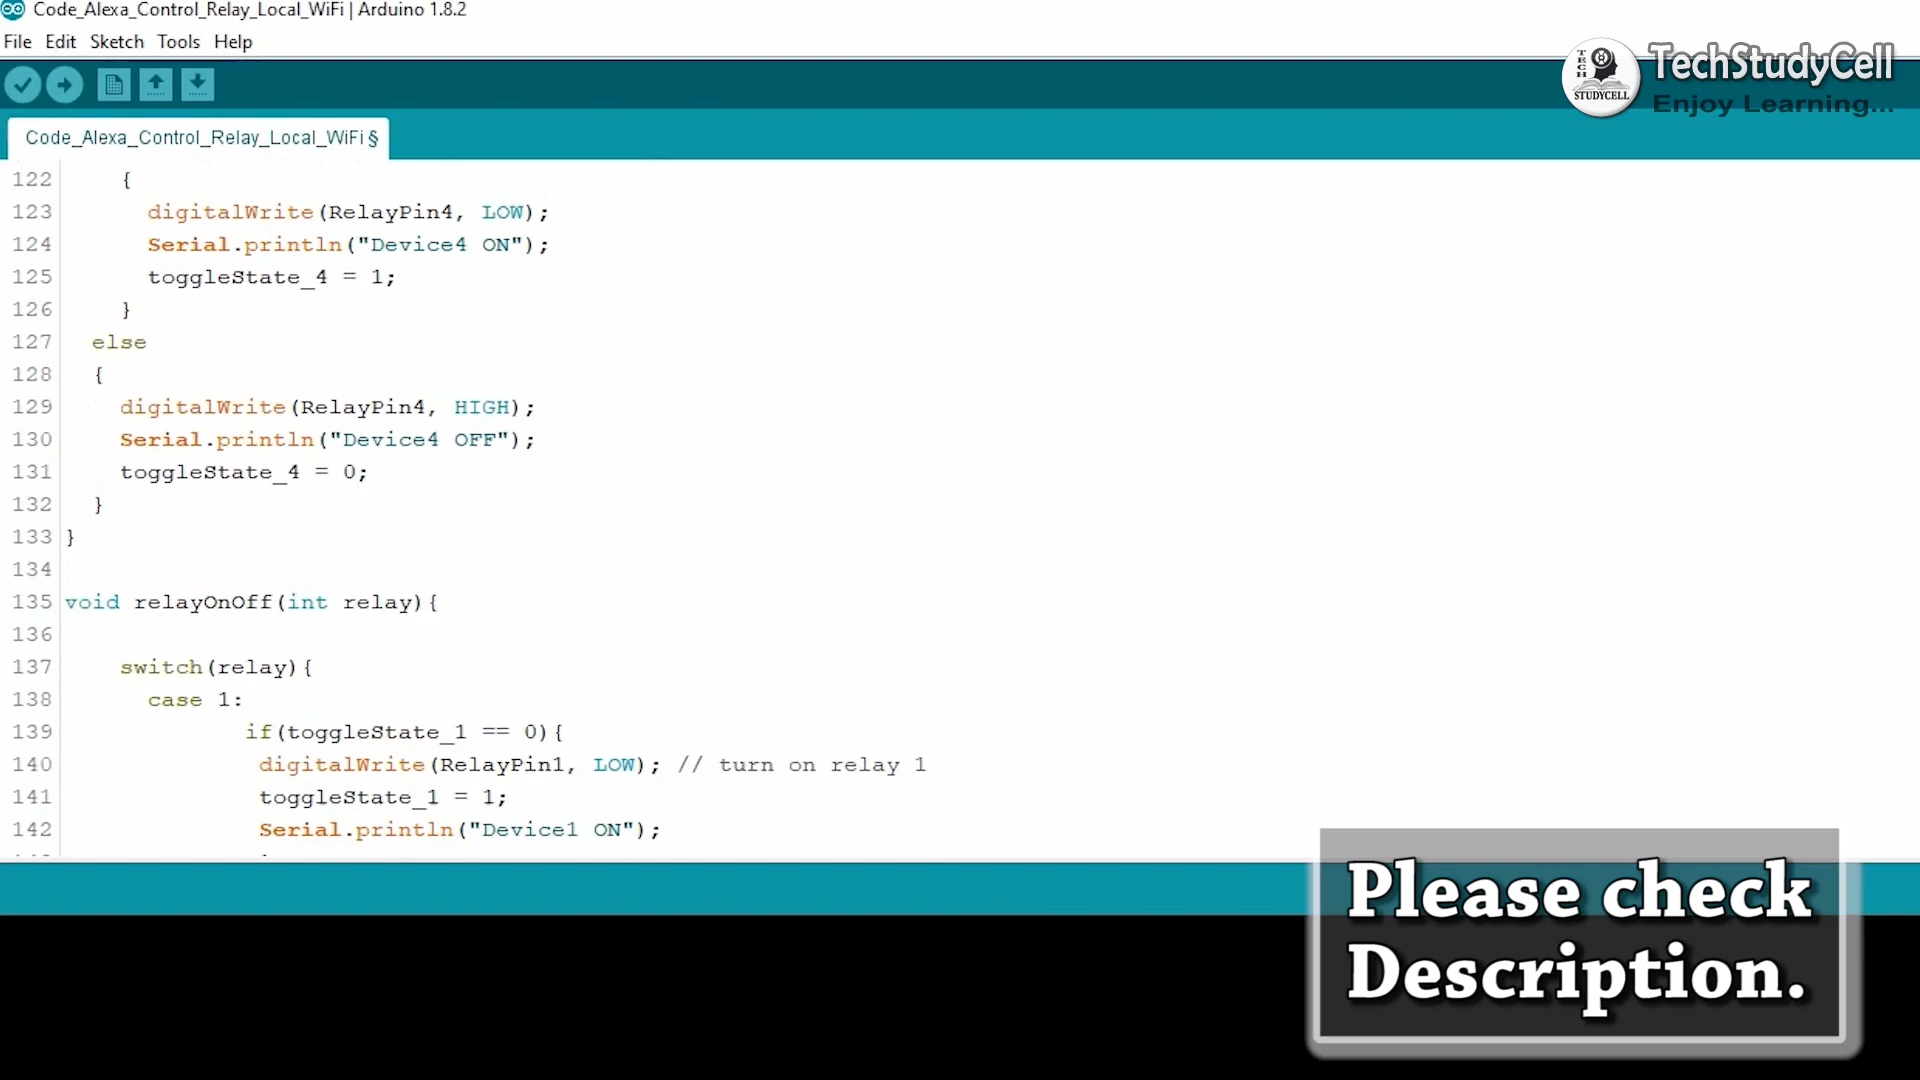 Code_Alexa_Control_Relay_Local_WiFi | Arduino 1.8.2
File Edit Sketch Tools Help
TECH
STUDYCELL
TechStudyCell
Enjoy Learning...
Code_Alexa_Control_Relay_Local_WiFi §
122 {
123 digitalWrite(RelayPin4, LOW);
124 Serial.println("Device4 ON");
125 toggleState_4 = 1;
126 }
127 else
128 {
129 digitalWrite(RelayPin4, HIGH);
130 Serial.println("Device4 OFF");
131 toggleState_4 = 0;
132 }
133 }
134
135 void relayOnOff(int relay){
136
137 switch(relay){
138 case 1:
139 if(toggleState_1 == 0){
140 digitalWrite(RelayPin1, LOW); // turn on relay 1
141 toggleState_1 = 1;
142 Serial.println("Device1 ON");
Please check
Description.